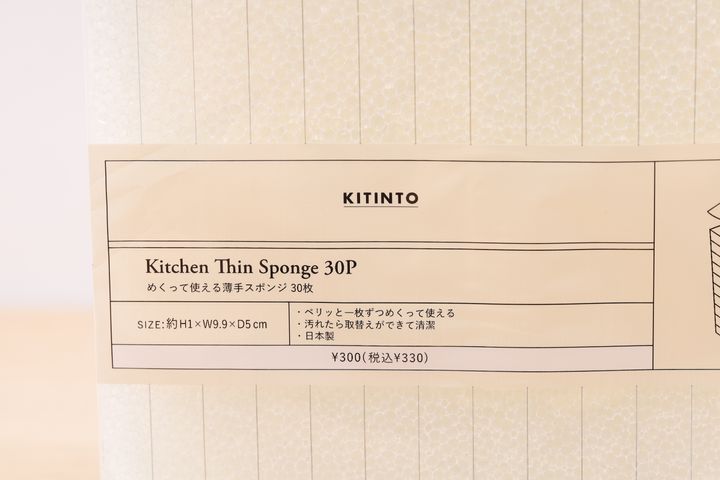 KITINTO
Kitchen Thin Sponge 30P
めくって使える薄手スポンジ 30枚
SIZE:約H1×W9.9×D5cm
・ペリッと一枚ずつめくって使える
・汚れたら取替えができて清潔
・日本製
¥300(税込¥330)